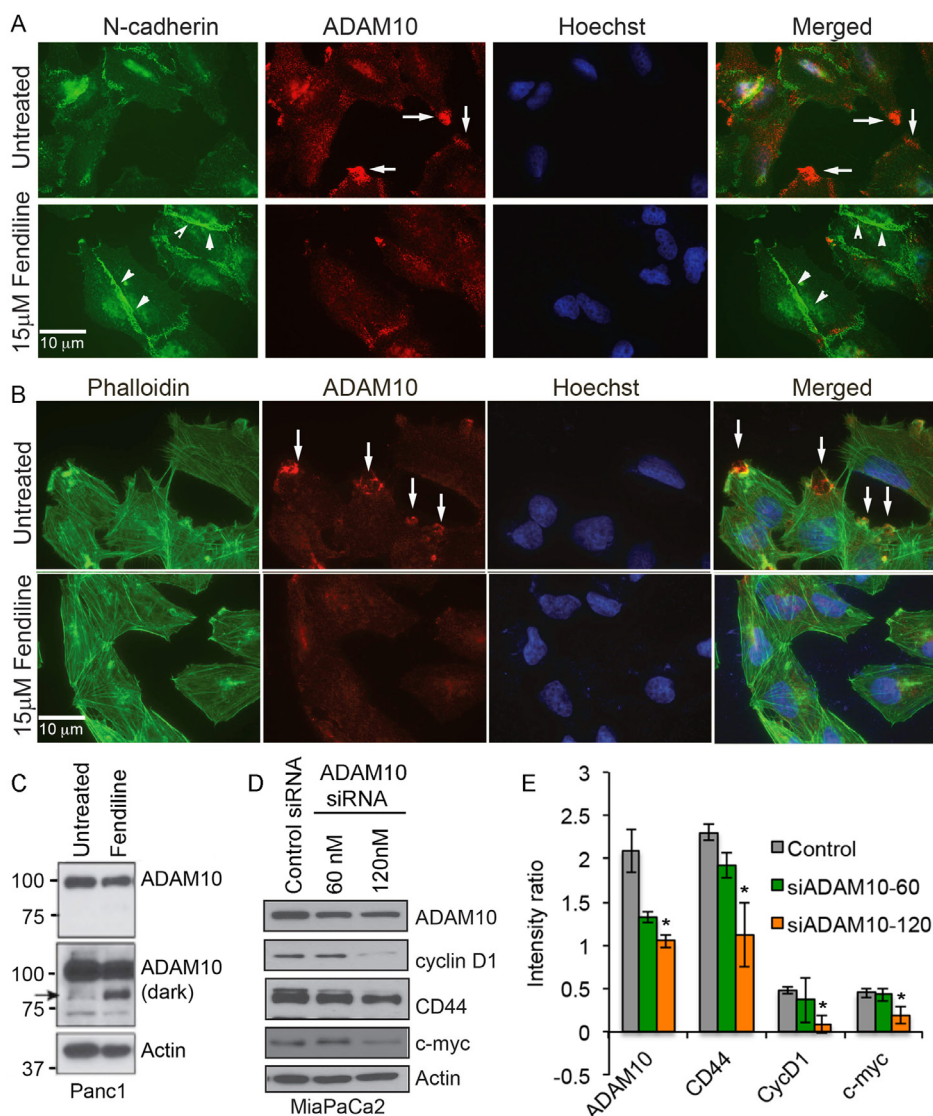 A
N-cadherin ADAM10 Hoechst Merged
Untreated
15μM Fendiline
10 μm
B
Phalloidin ADAM10 Hoechst Merged
Untreated
15μM Fendiline
10 μm
C
Untreated
Fendiline
100
ADAM10
75
100
ADAM10
(dark)
75
Actin
37
Panc1
D
Control siRNA
ADAM10
siRNA
60 nM
120nM
ADAM10
cyclin D1
CD44
c-myc
Actin
MiaPaCa2
E
Intensity ratio
3
2.5
2
1.5
1
0.5
0
-0.5
Control
siADAM10-60
siADAM10-120
*
*
*
*
ADAM10
CD44
CycD1
c-myc